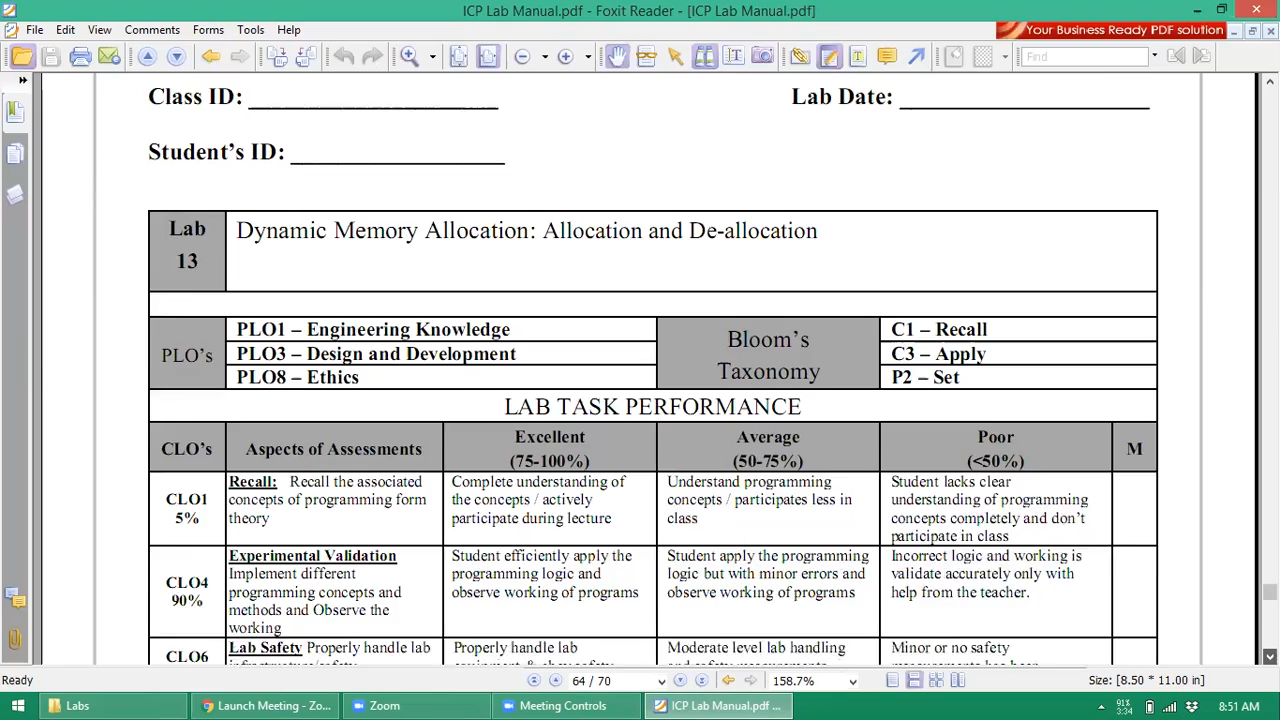 ICP Lab Manual.pdf - Foxit Reader - [ICP Lab Manual.pdf]
File Edit View Comments Forms Tools Help
Your Business Ready PDF solution
Find
Class ID: ____________________ Lab Date: ____________________
Student's ID: _________________
Lab 13
Dynamic Memory Allocation: Allocation and De-allocation
PLO's
PLO1 – Engineering Knowledge
PLO3 – Design and Development
PLO8 – Ethics
Bloom's
Taxonomy
C1 – Recall
C3 – Apply
P2 – Set
LAB TASK PERFORMANCE
CLO's
Aspects of Assessments
Excellent
(75-100%)
Average
(50-75%)
Poor
(<50%)
M
CLO1
5%
Recall: Recall the associated
concepts of programming form
theory
Complete understanding of
the concepts / actively
participate during lecture
Understand programming
concepts / participates less in
class
Student lacks clear
understanding of programming
concepts completely and don't
participate in class
CLO4
90%
Experimental Validation
Implement different
programming concepts and
methods and Observe the
working
Student efficiently apply the
programming logic and
observe working of programs
Student apply the programming
logic but with minor errors and
observe working of programs
Incorrect logic and working is
validate accurately only with
help from the teacher.
CLO6
Lab Safety Properly handle lab
Properly handle lab
Moderate level lab handling
Minor or no safety
Ready
64 / 70
158.7%
Size: [8.50 * 11.00 in]
Labs
Launch Meeting - Zo...
Zoom
Meeting Controls
ICP Lab Manual.pdf ...
91%
3:34
8:51 AM